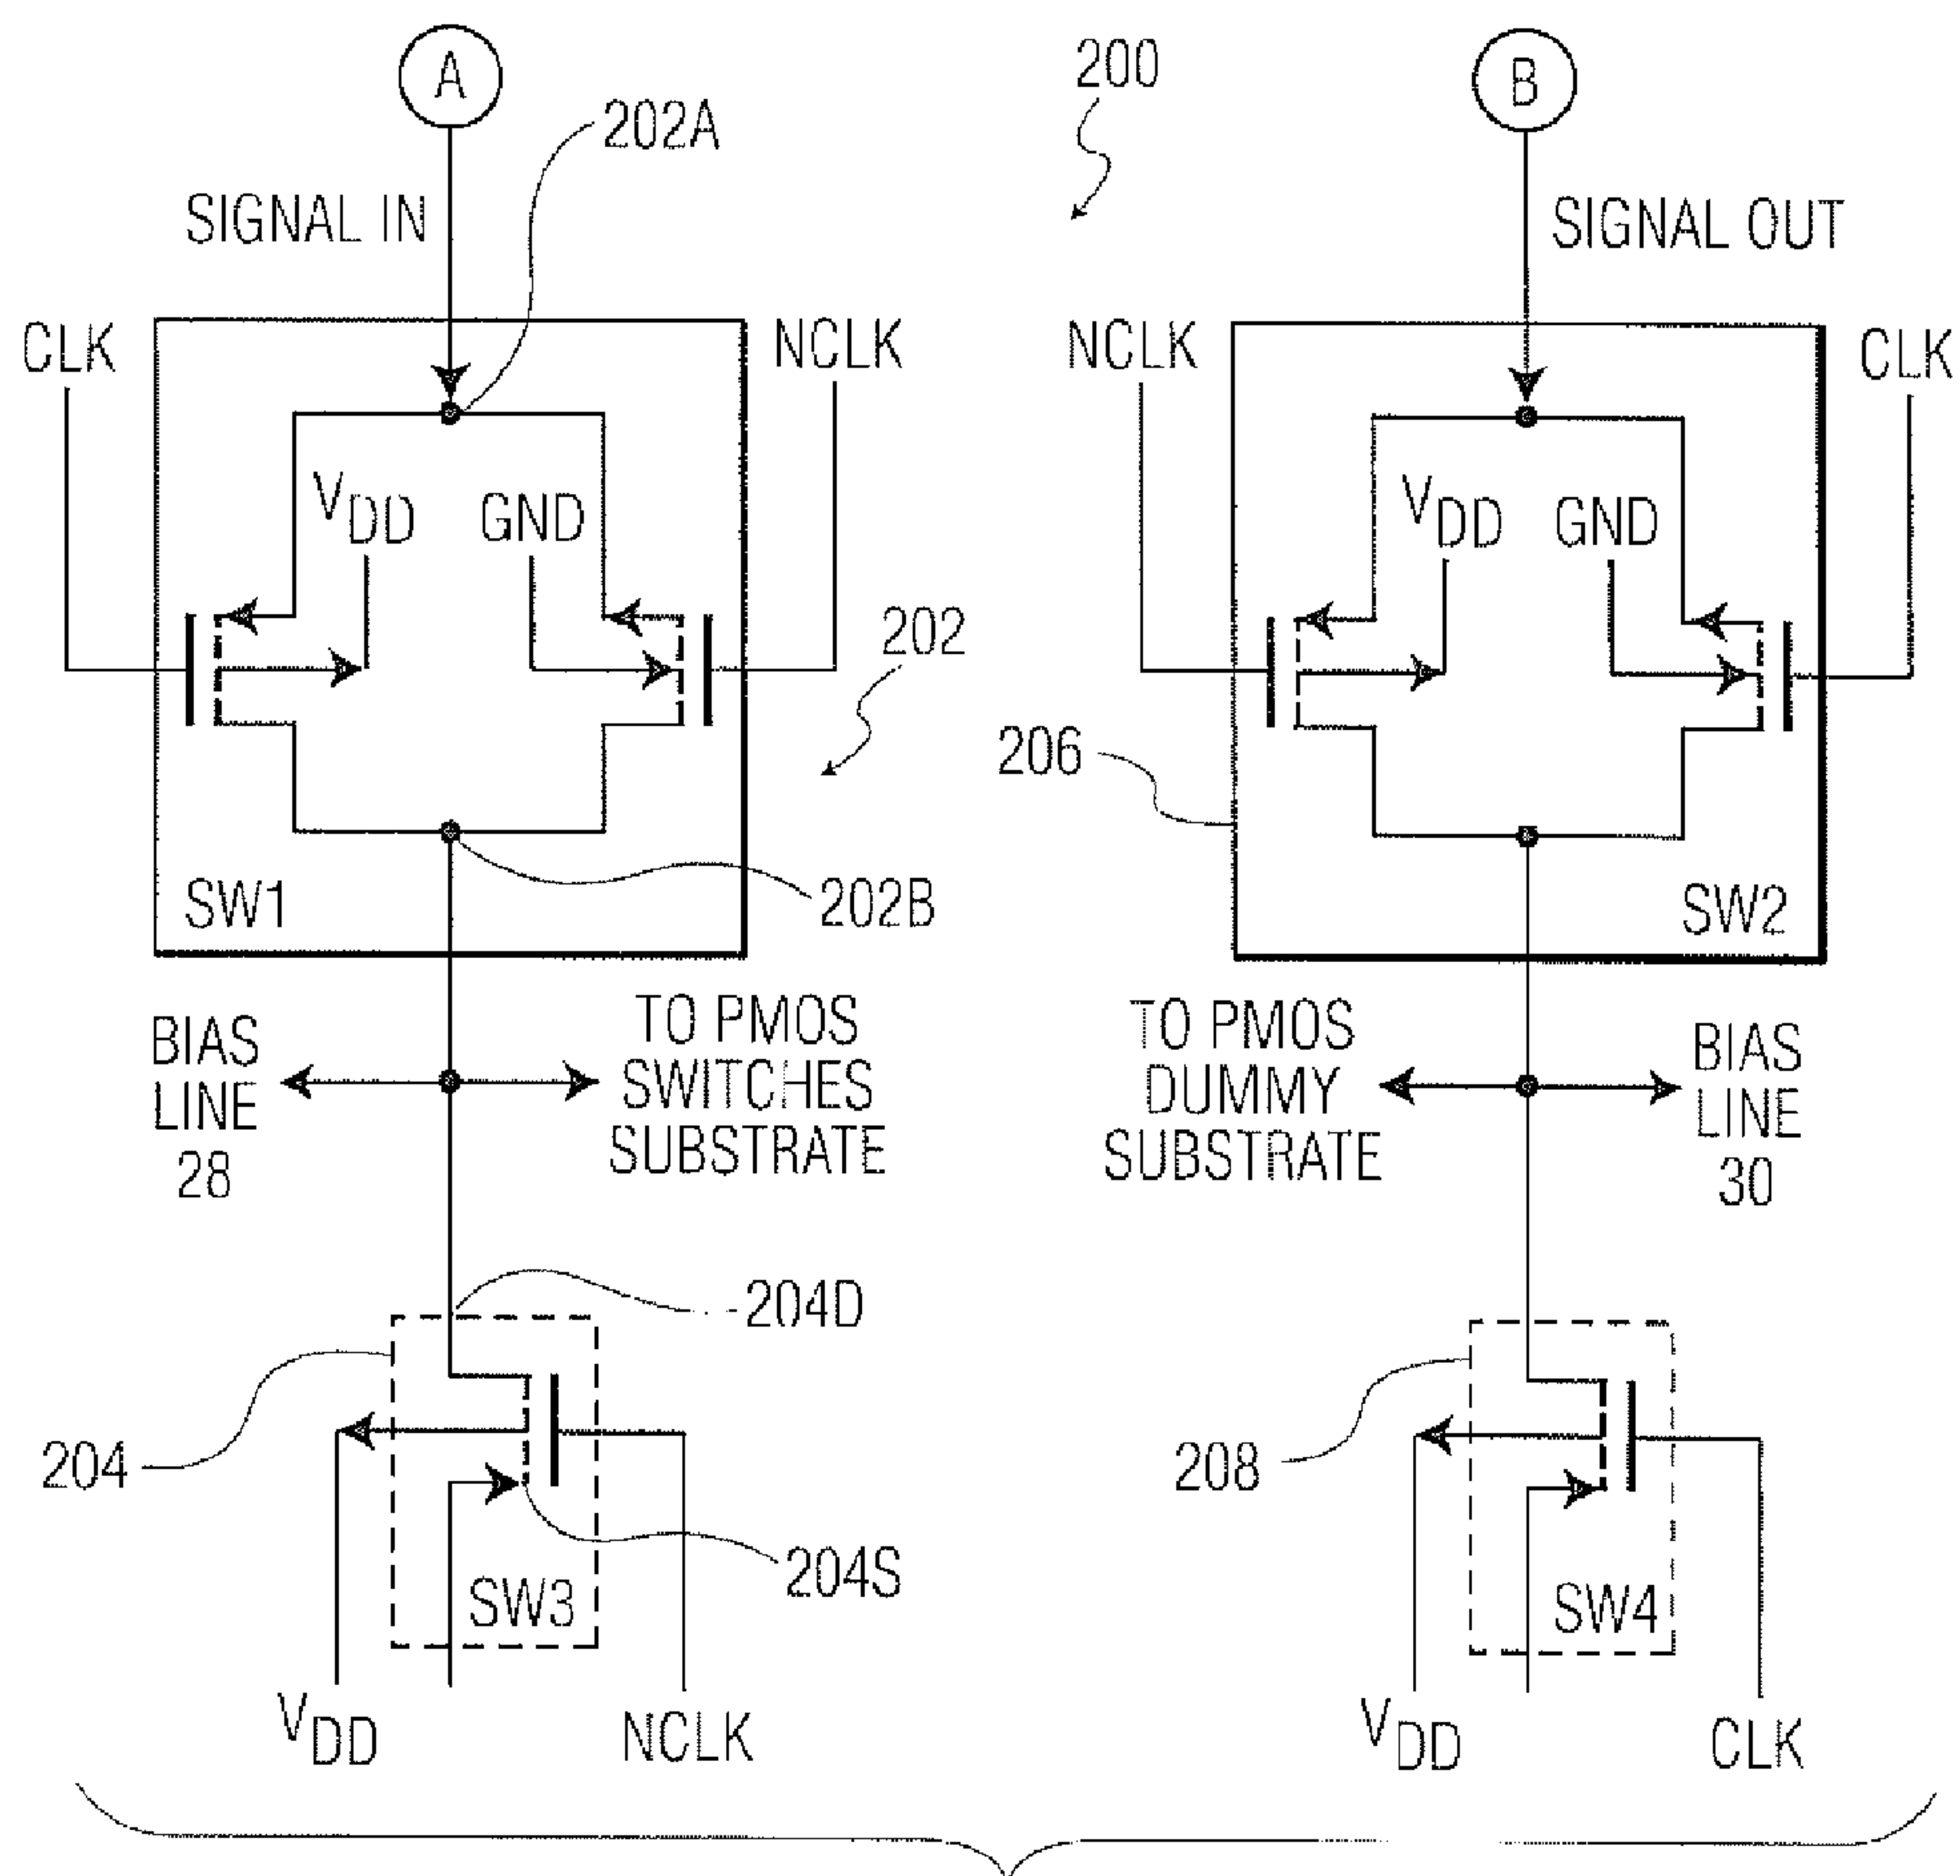 A
B
200
202A
SIGNAL IN
SIGNAL OUT
CLK
NCLK
NCLK
CLK
VDD
GND
VDD
GND
202
206
SW1
202B
SW2
BIAS
LINE
28
TO PMOS
SWITCHES
SUBSTRATE
TO PMOS
DUMMY
SUBSTRATE
BIAS
LINE
30
204D
204
208
204S
SW3
SW4
VDD
NCLK
VDD
CLK